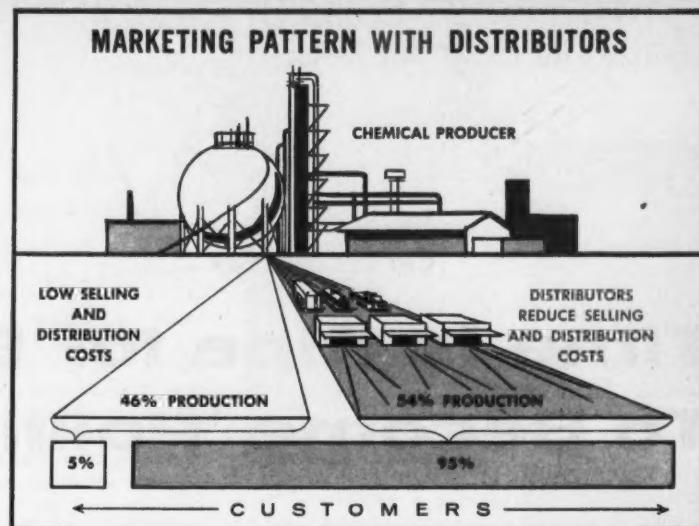 MARKETING PATTERN WITH DISTRIBUTORS
CHEMICAL PRODUCER
LOW SELLING
AND
DISTRIBUTION
COSTS
DISTRIBUTORS
REDUCE SELLING
AND DISTRIBUTION
COSTS
46% PRODUCTION
54% PRODUCTION
5%
95%
CUSTOMERS